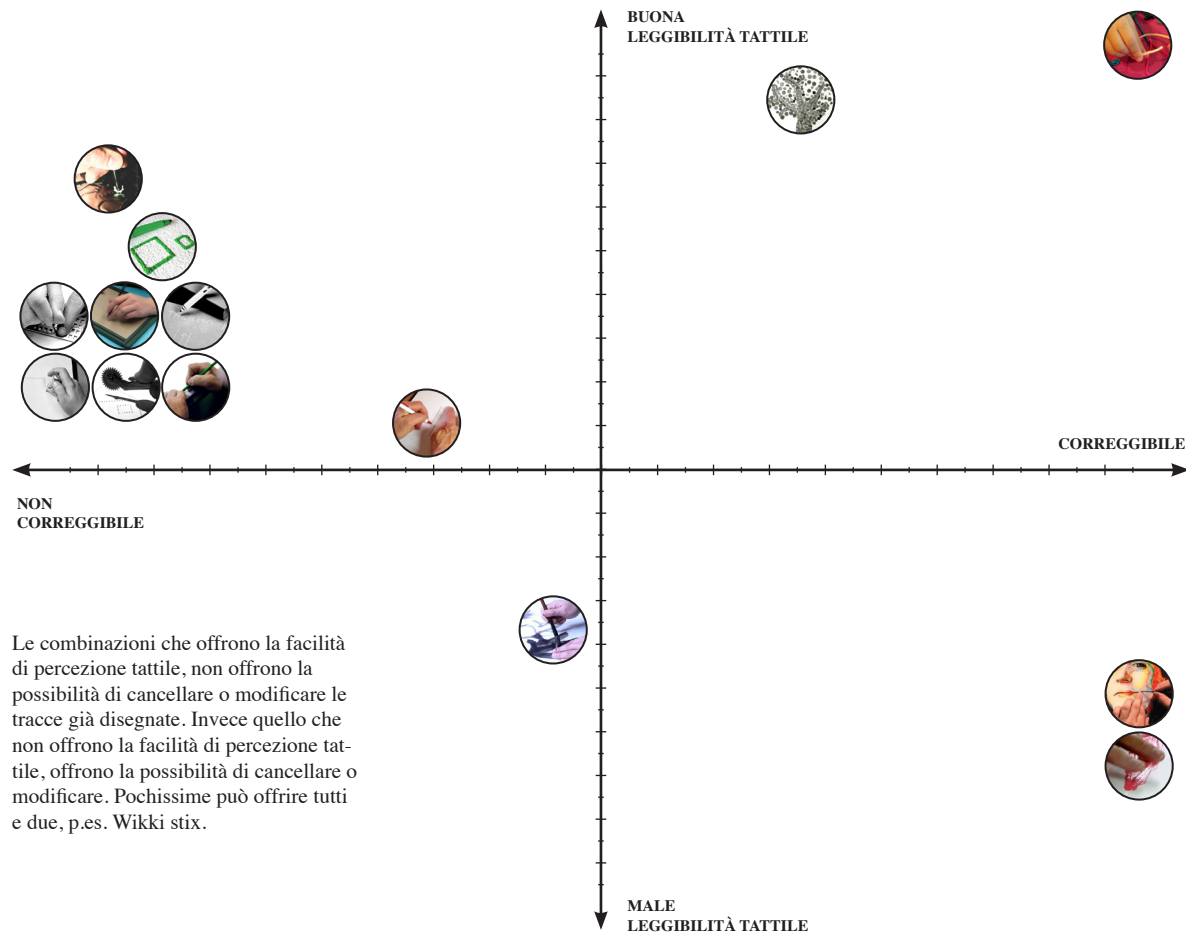 BUONA
LEGGIBILITÀ TATTILE
CORREGGIBILE
NON
CORREGGIBILE
Le combinazioni che offrono la facilità
di percezione tattile, non offrono la
possibilità di cancellare o modificare le
tracce già disegnate. Invece quello che
non offrono la facilità di percezione tat-
tile, offrono la possibilità di cancellare o
modificare. Pochissime può offrire tutti
e due, p.es. Wikki stix.
MALE
LEGGIBILITÀ TATTILE